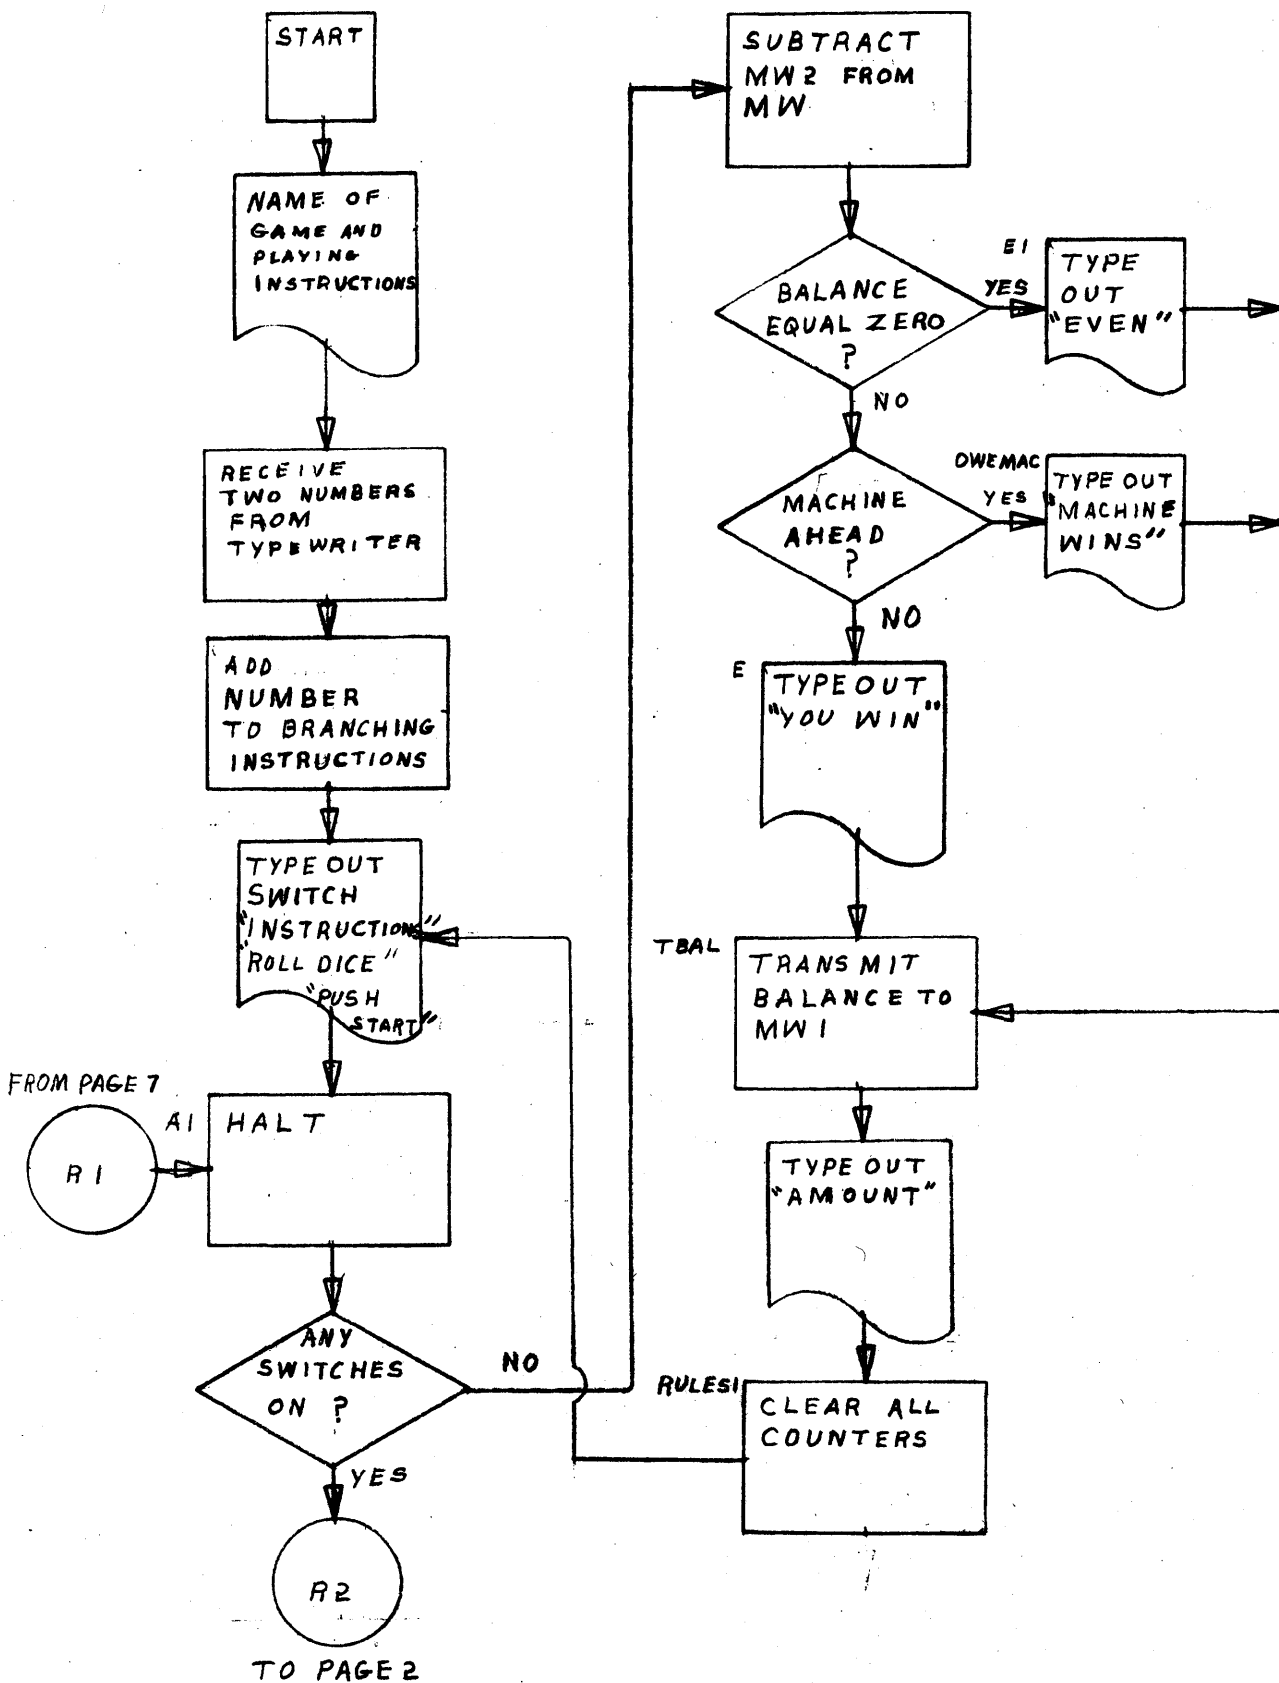 START
NAME OF
GAME AND
PLAYING
INSTRUCTIONS
RECEIVE
TWO NUMBERS
FROM
TYPEWRITER
ADD
NUMBER
TO BRANCHING
INSTRUCTIONS
TYPE OUT
SWITCH
"INSTRUCTIONS"
"ROLL DICE"
"PUSH
START"
FROM PAGE 7
R1
A1
HALT
ANY
SWITCHES
ON ?
NO
YES
R2
TO PAGE 2
SUBTRACT
MW2 FROM
MW
BALANCE
EQUAL ZERO
?
E1
YES
TYPE
OUT
"EVEN"
NO
MACHINE
AHEAD
?
OWEMAC
YES
TYPE OUT
"MACHINE
WINS"
NO
E
TYPE OUT
"YOU WIN"
TBAL
TRANSMIT
BALANCE TO
MW1
TYPE OUT
"AMOUNT"
RULES1
CLEAR ALL
COUNTERS